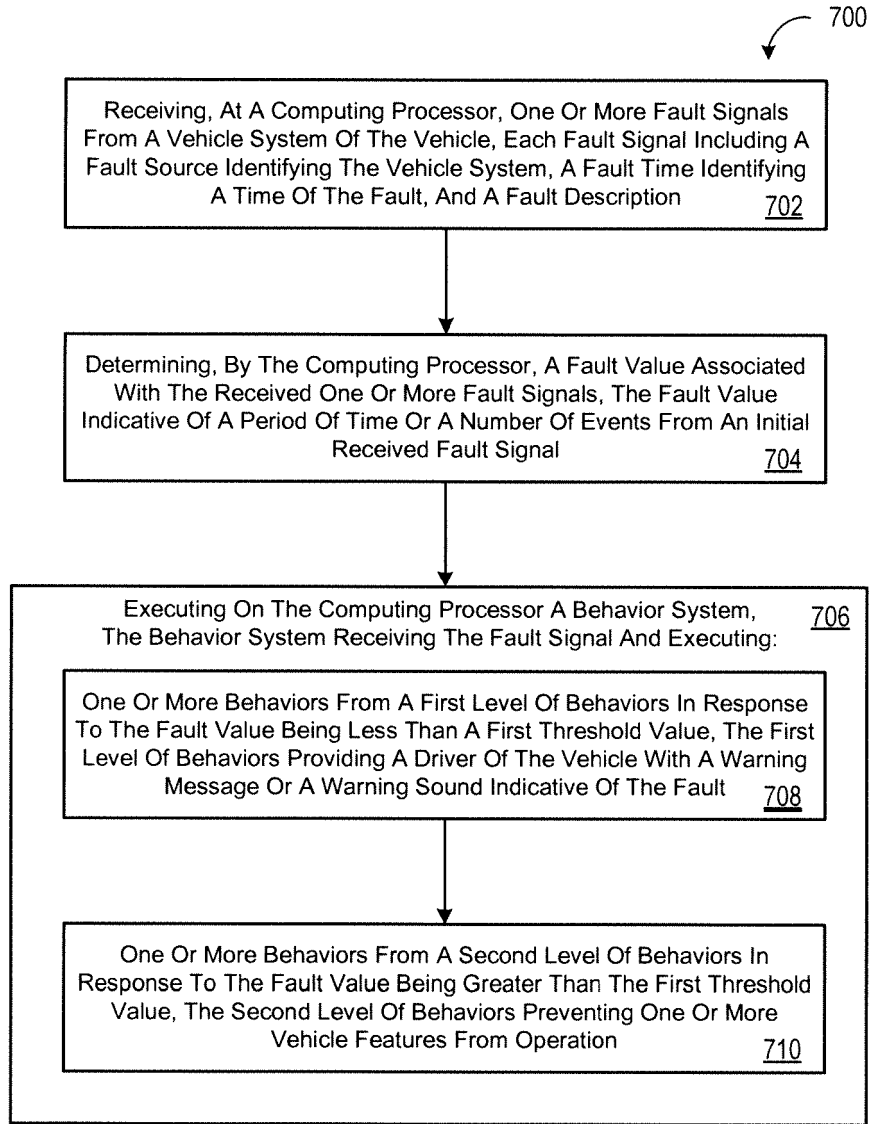 700
Receiving, At A Computing Processor, One Or More Fault Signals
From A Vehicle System Of The Vehicle, Each Fault Signal Including A
Fault Source Identifying The Vehicle System, A Fault Time Identifying
A Time Of The Fault, And A Fault Description
702
Determining, By The Computing Processor, A Fault Value Associated
With The Received One Or More Fault Signals, The Fault Value
Indicative Of A Period Of Time Or A Number Of Events From An Initial
Received Fault Signal
704
Executing On The Computing Processor A Behavior System,
The Behavior System Receiving The Fault Signal And Executing:
706
One Or More Behaviors From A First Level Of Behaviors In Response
To The Fault Value Being Less Than A First Threshold Value, The First
Level Of Behaviors Providing A Driver Of The Vehicle With A Warning
Message Or A Warning Sound Indicative Of The Fault
708
One Or More Behaviors From A Second Level Of Behaviors In
Response To The Fault Value Being Greater Than The First Threshold
Value, The Second Level Of Behaviors Preventing One Or More
Vehicle Features From Operation
710